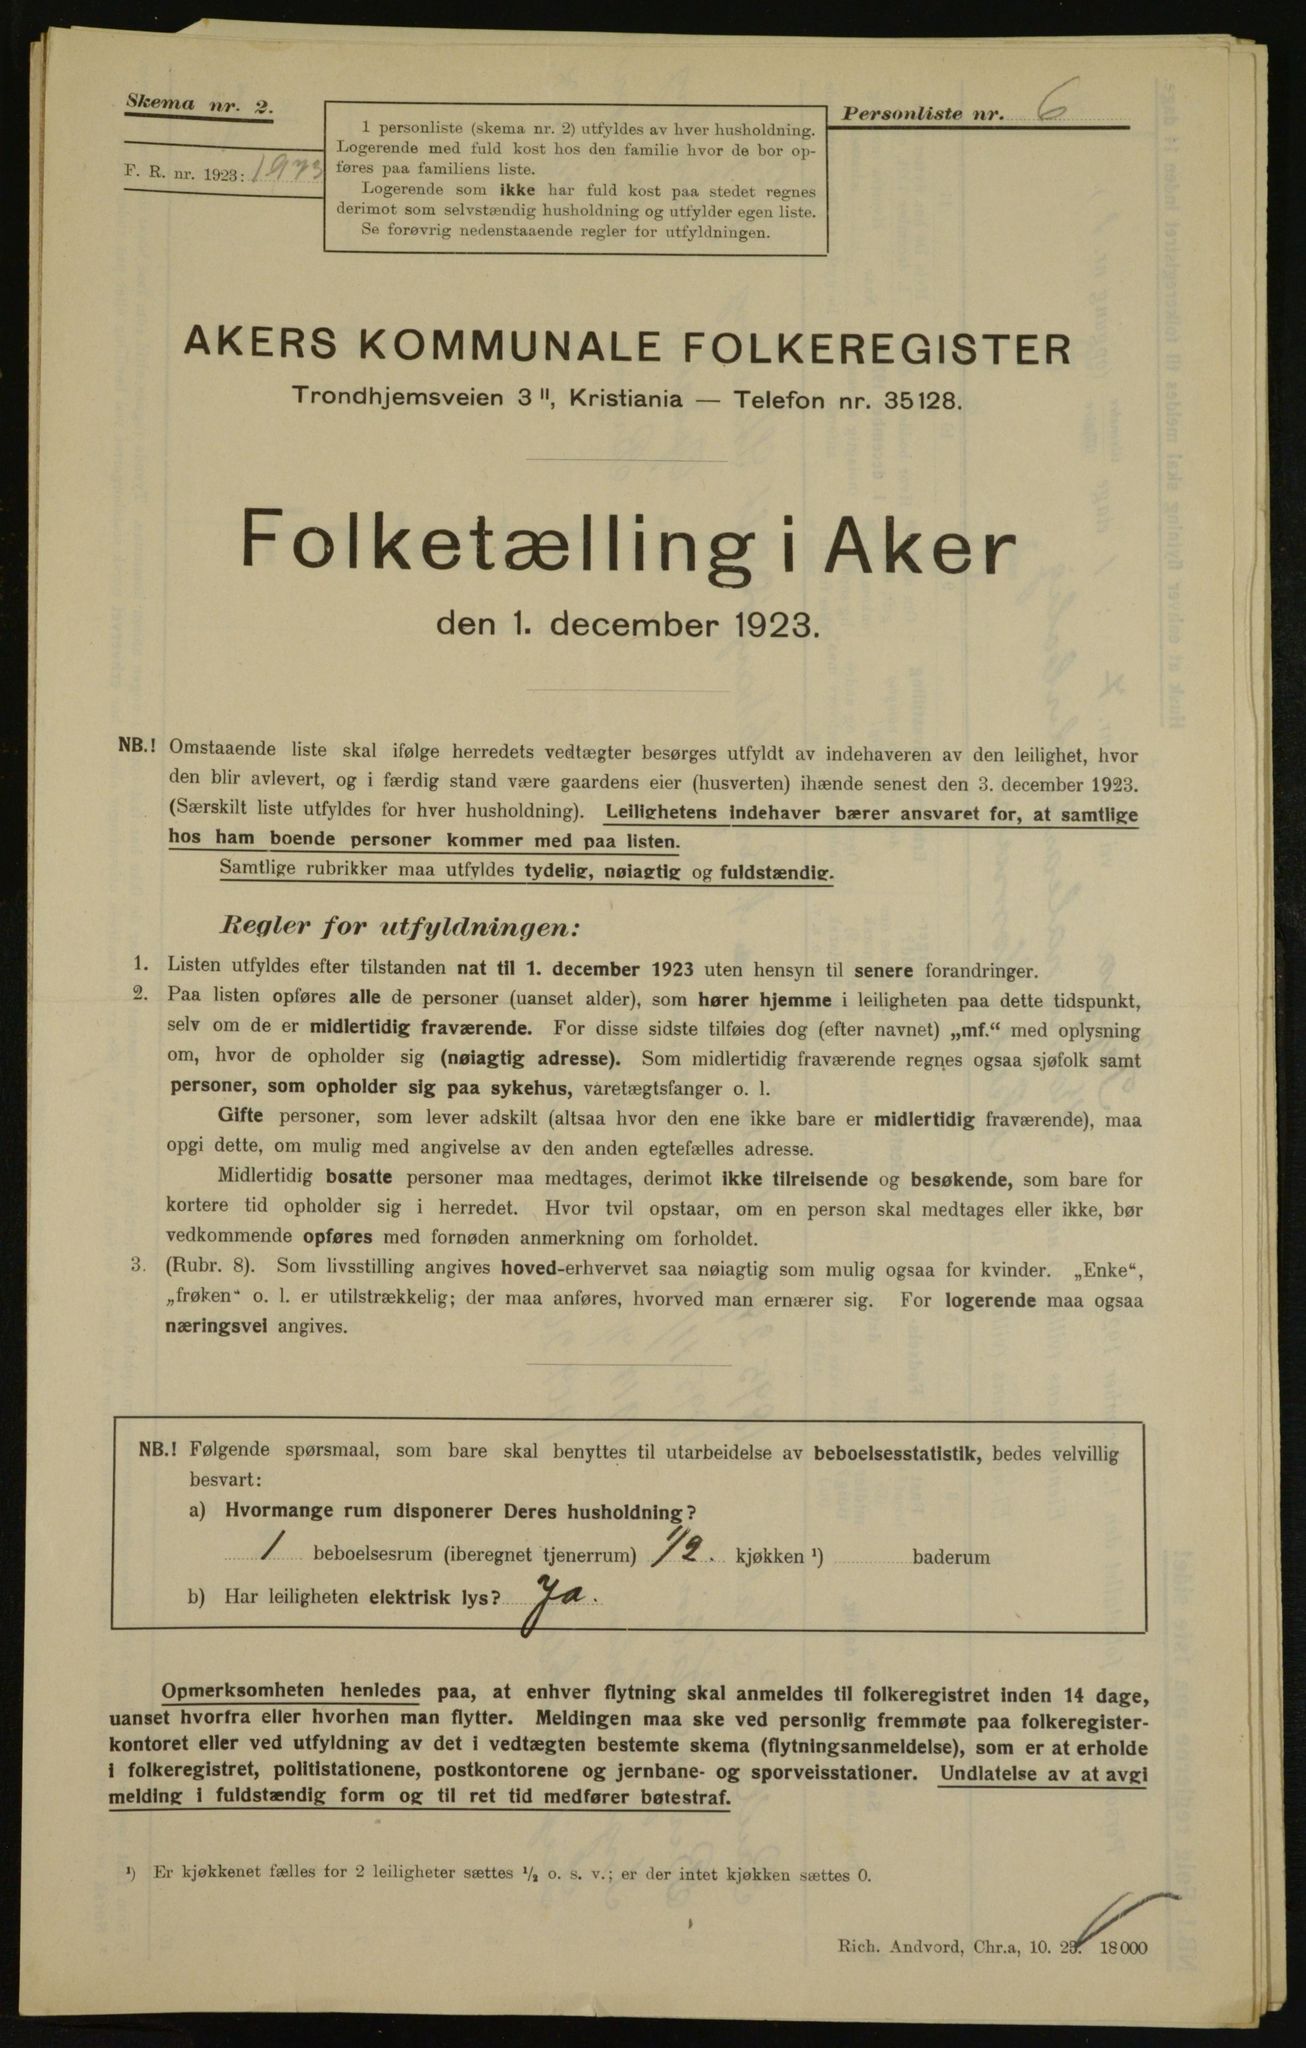 Skema nr. 2.
Personliste nr. 6
F. R. nr. 1923: 1973
1 personliste (skema nr. 2) utfyldes av hver husholdning.
Logerende med fuld kost hos den familie hvor de bor op-
føres paa familiens liste.
Logerende som ikke har fuld kost paa stedet regnes
derimot som selvstændig husholdning og utfylder egen liste.
Se forøvrig nedenstaaende regler for utfyldningen.
AKERS KOMMUNALE FOLKEREGISTER
Trondhjemsveien 3 II, Kristiania — Telefon nr. 35128.
Folketælling i Aker
den 1. december 1923.
NB.! Omstaaende liste skal ifølge herredets vedtægter besørges utfyldt av indehaveren av den leilighet, hvor
den blir avlevert, og i færdig stand være gaardens eier (husverten) ihænde senest den 3. december 1923.
(Særskilt liste utfyldes for hver husholdning). Leilighetens indehaver bærer ansvaret for, at samtlige
hos ham boende personer kommer med paa listen.
Samtlige rubrikker maa utfyldes tydelig, nøiagtig og fuldstændig.
Regler for utfyldningen:
1. Listen utfyldes efter tilstanden nat til 1. december 1923 uten hensyn til senere forandringer.
2. Paa listen opføres alle de personer (uanset alder), som hører hjemme i leiligheten paa dette tidspunkt,
selv om de er midlertidig fraværende. For disse sidste tilføies dog (efter navnet) „mf.“ med oplysning
om, hvor de opholder sig (nøiagtig adresse). Som midlertidig fraværende regnes ogsaa sjøfolk samt
personer, som opholder sig paa sykehus, varetægtsfanger o. l.
Gifte personer, som lever adskilt (altsaa hvor den ene ikke bare er midlertidig fraværende), maa
opgi dette, om mulig med angivelse av den anden egtefælles adresse.
Midlertidig bosatte personer maa medtages, derimot ikke tilreisende og besøkende, som bare for
kortere tid opholder sig i herredet. Hvor tvil opstaar, om en person skal medtages eller ikke, bør
vedkommende opføres med fornøden anmerkning om forholdet.
3. (Rubr. 8). Som livsstilling angives hoved-erhvervet saa nøiagtig som mulig ogsaa for kvinder. „Enke“,
„frøken“ o. l. er utilstrækkelig; der maa anføres, hvorved man ernærer sig. For logerende maa ogsaa
næringsvei angives.
NB.! Følgende spørsmaal, som bare skal benyttes til utarbeidelse av beboelsesstatistik, bedes velvillig
besvart:
a) Hvormange rum disponerer Deres husholdning?
1 beboelsesrum (iberegnet tjenerrum) 1/2. kjøkken ¹) baderum
b) Har leiligheten elektrisk lys? Ja.
Opmerksomheten henledes paa, at enhver flytning skal anmeldes til folkeregistret inden 14 dage,
uanset hvorfra eller hvorhen man flytter. Meldingen maa ske ved personlig fremmøte paa folkeregister-
kontoret eller ved utfyldning av det i vedtægten bestemte skema (flytningsanmeldelse), som er at erholde
i folkeregistret, politistationene, postkontorene og jernbane- og sporveisstationer. Undlatelse av at avgi
melding i fuldstændig form og til ret tid medfører bøtestraf.
¹) Er kjøkkenet fælles for 2 leiligheter sættes ½ o. s. v.; er der intet kjøkken sættes 0.
Rich. Andvord, Chr.a, 10. 23. 18000